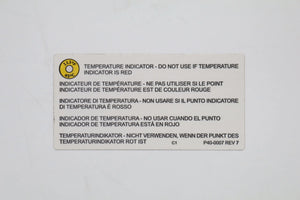 TEMPERATURE INDICATOR - DO NOT USE IF TEMPERATURE
INDICATOR IS RED
INDICATEUR DE TEMPÉRATURE - NE PAS UTILISER SI LE POINT
INDICATEUR DE TEMPÉRATURE EST DE COULEUR ROUGE
INDICATORE DI TEMPERATURA - NON USARE SI IL PUNTO INDICATORE
DI TEMPERATURA É ROSSO
INDICADOR DE TEMPERATURA - NO USAR CUANDO EL PUNTO
INDICADOR DE TEMPERATURA ESTÁ EN ROJO
TEMPERATURINDIKATOR - NICHT VERWENDEN, WENN DER PUNKT DES
TEMPERATURINDIKATOR ROT IST
C1 P40-0007 REV F